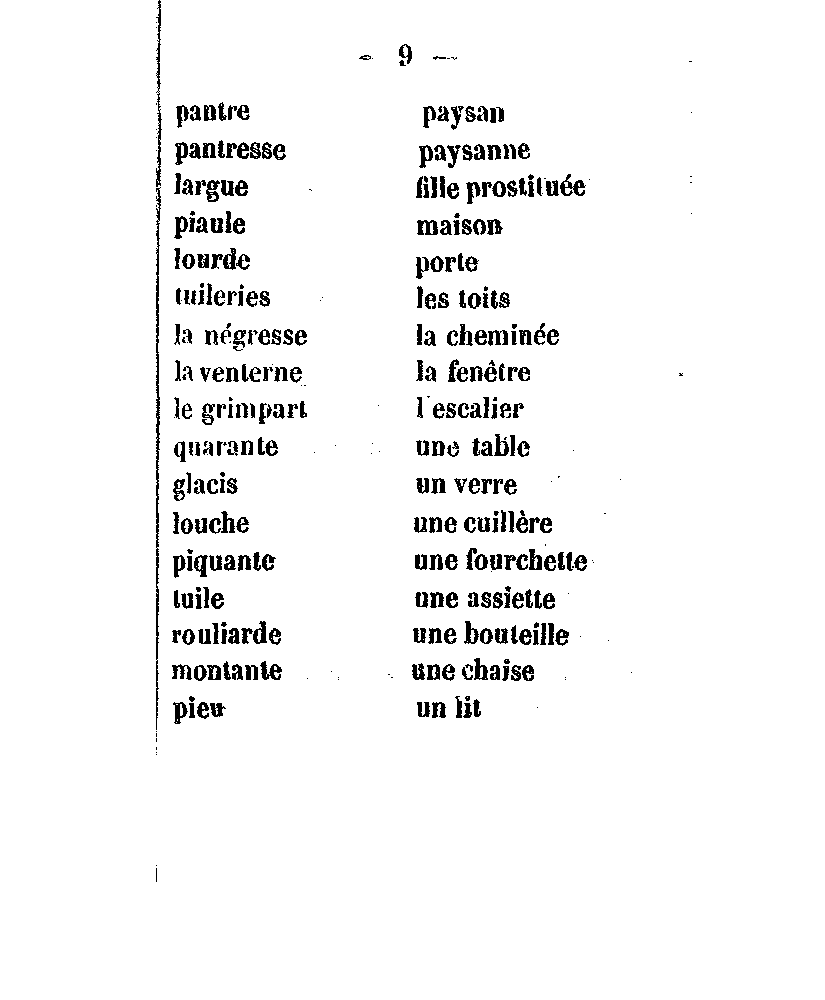 - 9 —
pantre paysan
pantresse paysanne
largue fille prostituée
piaule maison
lourde porte
tuileries les toits
la négresse la cheminée
la venterne la fenêtre
le grimpart l'escalier
quarante une table
glacis un verre
louche une cuillère
piquante une fourchette
tuile une assiette
rouliarde une bouteille
montante une chaise
pieu un lit